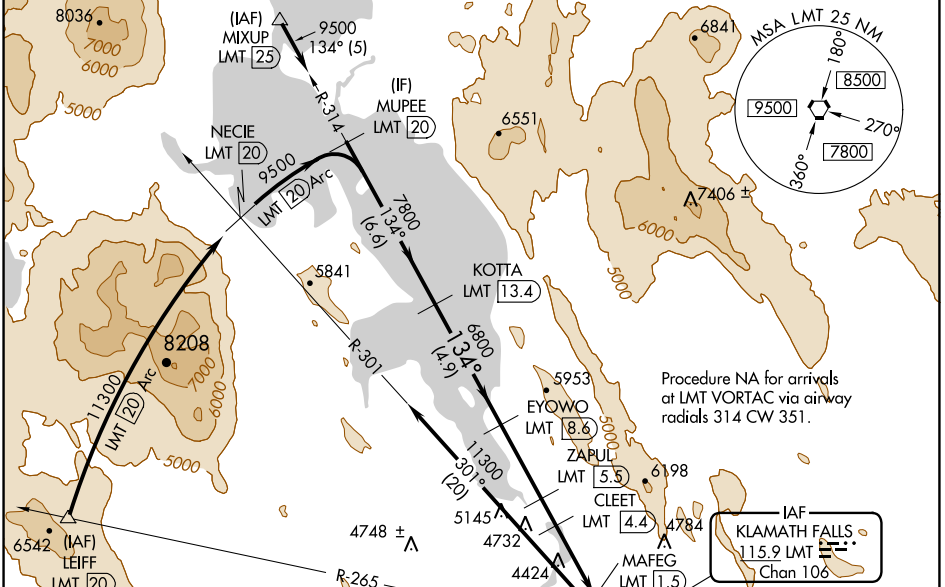 8036
7000
6000
5000
(IAF)
MIXUP
LMT 25
9500
134° (5)
R-314
(IF)
MUPEE
LMT 20
6841
MSA LMT 25 NM
180°
8500
9500
270°
7800
360°
6551
NECIE
LMT 20
9500
LMT 20 Arc
7406 ±
6000
5000
7800
134°
(6.6)
5841
KOTTA
LMT 13.4
5000
8208
7000
6000
R-301
6800
134°
(4.9)
11300
LMT 20 Arc
5953
Procedure NA for arrivals
at LMT VORTAC via airway
radials 314 CW 351.
EYOWO
LMT 8.6
5000
5000
11300
301°
(20)
ZAPUL
LMT 5.5
6198
CLEET
LMT 4.4
4784
5145
4732
4748 ±
6542
(IAF)
LEIFF
LMT 20
4424
MAFEG
LMT 1.5
R-265
IAF
KLAMATH FALLS
115.9 LMT
Chan 106